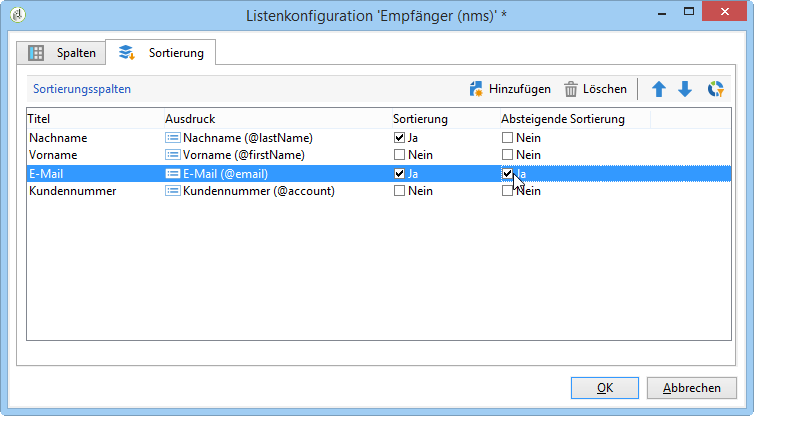 Listenkonfiguration 'Empfänger (nms)' *
Spalten Sortierung
Sortierungsspalten Hinzufügen Löschen
Titel Ausdruck Sortierung Absteigende Sortierung
Nachname Nachname (@lastName) Ja Nein
Vorname Vorname (@firstName) Nein Nein
E-Mail E-Mail (@email) Ja Ja
Kundennummer Kundennummer (@account) Nein Nein
OK Abbrechen